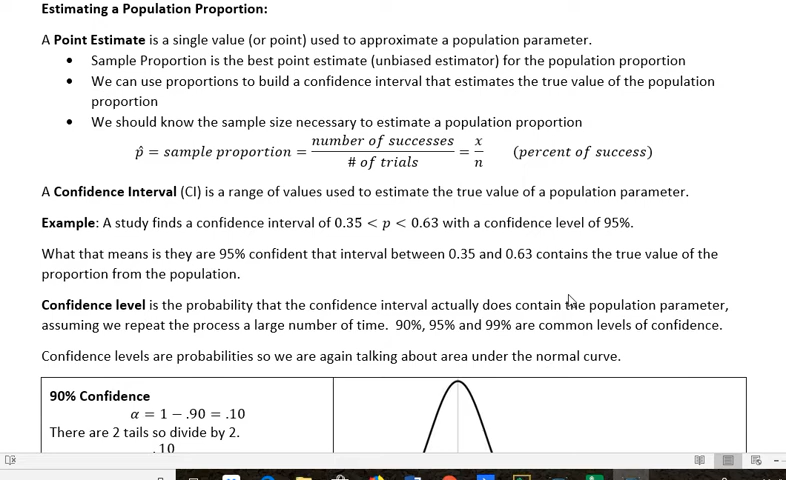 Estimating a Population Proportion:
A Point Estimate is a single value (or point) used to approximate a population parameter.
• Sample Proportion is the best point estimate (unbiased estimator) for the population proportion
• We can use proportions to build a confidence interval that estimates the true value of the population
proportion
• We should know the sample size necessary to estimate a population proportion
p̂ = sample proportion = number of successes / # of trials = x / n (percent of success)
A Confidence Interval (CI) is a range of values used to estimate the true value of a population parameter.
Example: A study finds a confidence interval of 0.35 < p < 0.63 with a confidence level of 95%.
What that means is they are 95% confident that interval between 0.35 and 0.63 contains the true value of the
proportion from the population.
Confidence level is the probability that the confidence interval actually does contain the population parameter,
assuming we repeat the process a large number of time. 90%, 95% and 99% are common levels of confidence.
Confidence levels are probabilities so we are again talking about area under the normal curve.
90% Confidence
α = 1 − .90 = .10
There are 2 tails so divide by 2.
.10